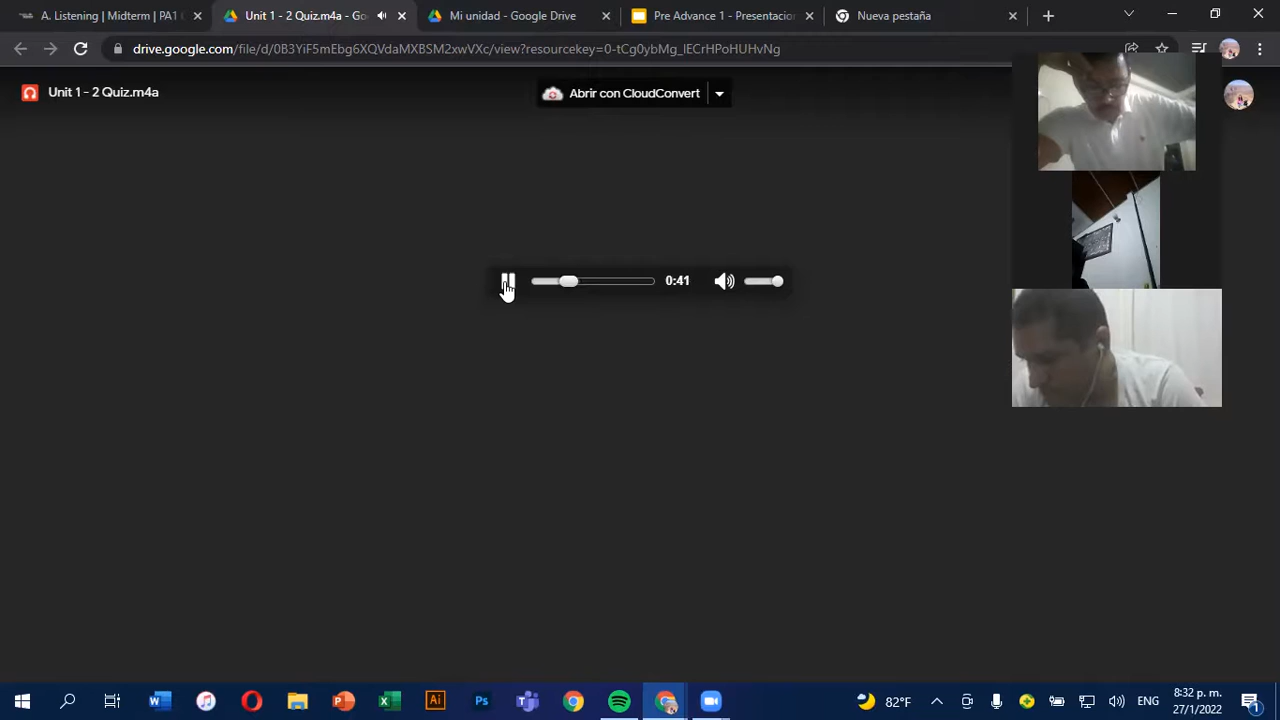 A. Listening | Midterm | PA1
Unit 1 - 2 Quiz.m4a - Go
Mi unidad - Google Drive
Pre Advance 1 - Presentacion
Nueva pestaña
drive.google.com/file/d/0B3YiF5mEbg6XQVdaMXBSM2xwVXc/view?resourcekey=0-tCg0ybMg_lECrHPoHUHvNg
Unit 1 - 2 Quiz.m4a
Abrir con CloudConvert
0:41
82°F
ENG
8:32 p. m.
27/1/2022